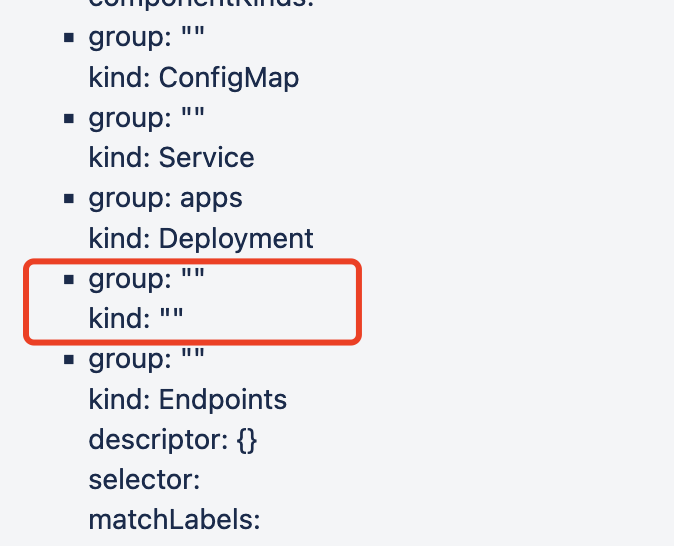 componentKinds:
▪ group: ""
kind: ConfigMap
▪ group: ""
kind: Service
▪ group: apps
kind: Deployment
▪ group: ""
kind: ""
▪ group: ""
kind: Endpoints
descriptor: {}
selector:
matchLabels: